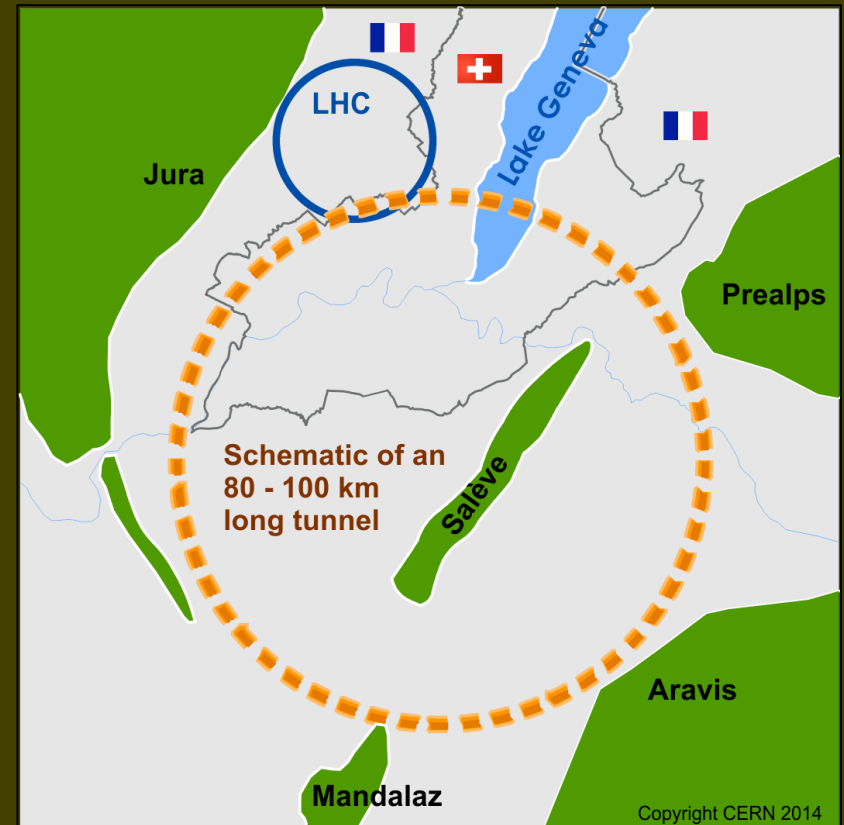 LHC
Lake Geneva
Jura
Prealps
Schematic of an
80 - 100 km
long tunnel
Salève
Aravis
Mandalaz
Copyright CERN 2014